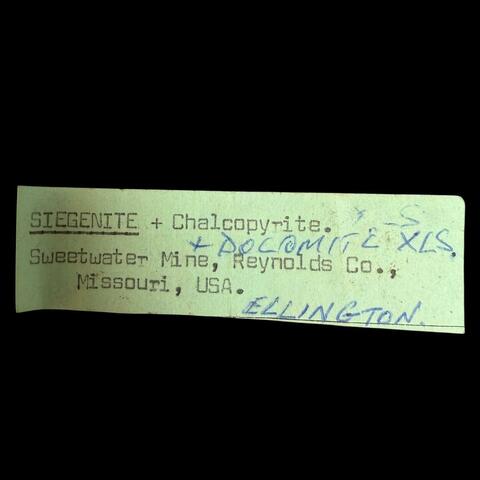 SIEGENITE + Chalcopyrite.
+ DOLOMITE XLS.
Sweetwater Mine, Reynolds Co.,
Missouri, USA.
ELLINGTON.